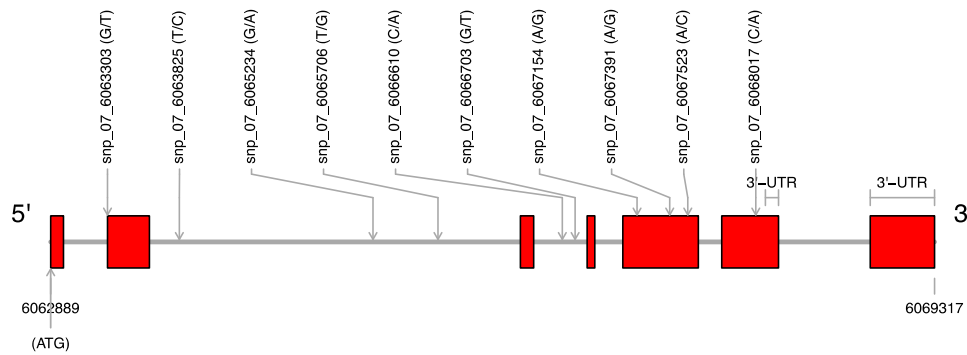 snp_07_6063303 (G/T)
snp_07_6063825 (T/C)
snp_07_6065234 (G/A)
snp_07_6065706 (T/G)
snp_07_6066610 (C/A)
snp_07_6066703 (G/T)
snp_07_6067154 (A/G)
snp_07_6067391 (A/G)
snp_07_6067523 (A/C)
snp_07_6068017 (C/A)
3'−UTR
3'−UTR
5'
3
6062889
6069317
(ATG)